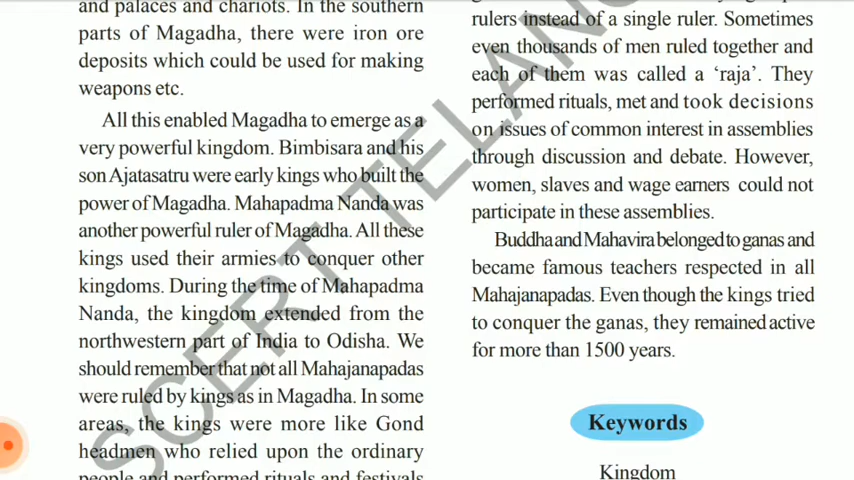 and palaces and chariots. In the southern
parts of Magadha, there were iron ore
deposits which could be used for making
weapons etc.
All this enabled Magadha to emerge as a
very powerful kingdom. Bimbisara and his
son Ajatasatru were early kings who built the
power of Magadha. Mahapadma Nanda was
another powerful ruler of Magadha. All these
kings used their armies to conquer other
kingdoms. During the time of Mahapadma
Nanda, the kingdom extended from the
northwestern part of India to Odisha. We
should remember that not all Mahajanapadas
were ruled by kings as in Magadha. In some
areas, the kings were more like Gond
headmen who relied upon the ordinary
people and performed rituals and festivals
rulers instead of a single ruler. Sometimes
even thousands of men ruled together and
each of them was called a ‘raja’. They
performed rituals, met and took decisions
on issues of common interest in assemblies
through discussion and debate. However,
women, slaves and wage earners could not
participate in these assemblies.
Buddha and Mahavira belonged to ganas and
became famous teachers respected in all
Mahajanapadas. Even though the kings tried
to conquer the ganas, they remained active
for more than 1500 years.
Keywords
Kingdom
SCERT TELANG